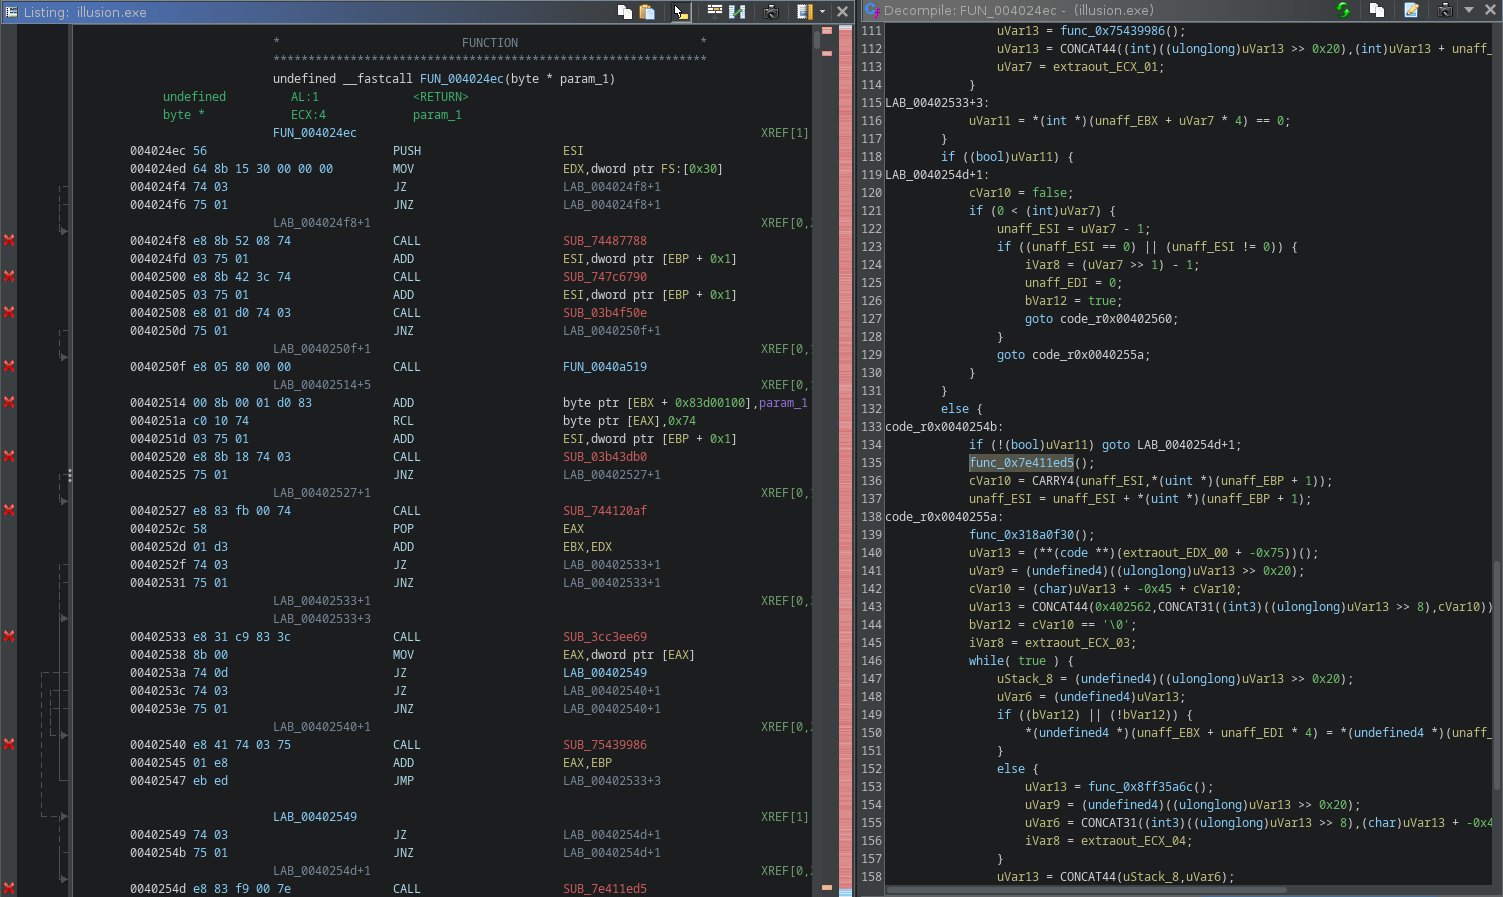 Listing: illusion.exe
* FUNCTION *
*************************************************************
undefined __fastcall FUN_004024ec(byte * param_1)
undefined AL:1 <RETURN>
byte * ECX:4 param_1
FUN_004024ec XREF[1]
004024ec 56 PUSH ESI
004024ed 64 8b 15 30 00 00 00 MOV EDX,dword ptr FS:[0x30]
004024f4 74 03 JZ LAB_004024f8+1
004024f6 75 01 JNZ LAB_004024f8+1
LAB_004024f8+1 XREF[0,
004024f8 e8 8b 52 08 74 CALL SUB_74487788
004024fd 03 75 01 ADD ESI,dword ptr [EBP + 0x1]
00402500 e8 8b 42 3c 74 CALL SUB_747c6790
00402505 03 75 01 ADD ESI,dword ptr [EBP + 0x1]
00402508 e8 01 d0 74 03 CALL SUB_03b4f50e
0040250d 75 01 JNZ LAB_0040250f+1
LAB_0040250f+1 XREF[0,
0040250f e8 05 80 00 00 CALL FUN_0040a519
LAB_00402514+5 XREF[0,
00402514 00 8b 00 01 d0 83 ADD byte ptr [EBX + 0x83d00100],param_1
0040251a c0 10 74 RCL byte ptr [EAX],0x74
0040251d 03 75 01 ADD ESI,dword ptr [EBP + 0x1]
00402520 e8 8b 18 74 03 CALL SUB_03b43db0
00402525 75 01 JNZ LAB_00402527+1
LAB_00402527+1 XREF[0,
00402527 e8 83 fb 00 74 CALL SUB_744120af
0040252c 58 POP EAX
0040252d 01 d3 ADD EBX,EDX
0040252f 74 03 JZ LAB_00402533+1
00402531 75 01 JNZ LAB_00402533+1
LAB_00402533+1 XREF[0,
LAB_00402533+3
00402533 e8 31 c9 83 3c CALL SUB_3cc3ee69
00402538 8b 00 MOV EAX,dword ptr [EAX]
0040253a 74 0d JZ LAB_00402549
0040253c 74 03 JZ LAB_00402540+1
0040253e 75 01 JNZ LAB_00402540+1
LAB_00402540+1 XREF[0,
00402540 e8 41 74 03 75 CALL SUB_75439986
00402545 01 e8 ADD EAX,EBP
00402547 eb ed JMP LAB_00402533+3
LAB_00402549 XREF[1]
00402549 74 03 JZ LAB_0040254d+1
0040254b 75 01 JNZ LAB_0040254d+1
LAB_0040254d+1 XREF[0,
0040254d e8 83 f9 00 7e CALL SUB_7e411ed5
Decompile: FUN_004024ec - (illusion.exe)
111 uVar13 = func_0x75439986();
112 uVar13 = CONCAT44((int)((ulonglong)uVar13 >> 0x20),(int)uVar13 + unaff_
113 uVar7 = extraout_ECX_01;
114 }
115 LAB_00402533+3:
116 uVar11 = *(int *)(unaff_EBX + uVar7 * 4) == 0;
117 }
118 if ((bool)uVar11) {
119 LAB_0040254d+1:
120 cVar10 = false;
121 if (0 < (int)uVar7) {
122 unaff_ESI = uVar7 - 1;
123 if ((unaff_ESI == 0) || (unaff_ESI != 0)) {
124 iVar8 = (uVar7 >> 1) - 1;
125 unaff_EDI = 0;
126 bVar12 = true;
127 goto code_r0x00402560;
128 }
129 goto code_r0x0040255a;
130 }
131 }
132 else {
133 code_r0x0040254b:
134 if (!(bool)uVar11) goto LAB_0040254d+1;
135 func_0x7e411ed5();
136 cVar10 = CARRY4(unaff_ESI,*(uint *)(unaff_EBP + 1));
137 unaff_ESI = unaff_ESI + *(uint *)(unaff_EBP + 1);
138 code_r0x0040255a:
139 func_0x318a0f30();
140 uVar13 = (**(code **)(extraout_EDX_00 + -0x75))();
141 uVar9 = (undefined4)((ulonglong)uVar13 >> 0x20);
142 cVar10 = (char)uVar13 + -0x45 + cVar10;
143 uVar13 = CONCAT44(0x402562,CONCAT31((int3)((ulonglong)uVar13 >> 8),cVar10))
144 bVar12 = cVar10 == '\0';
145 iVar8 = extraout_ECX_03;
146 while( true ) {
147 uStack_8 = (undefined4)((ulonglong)uVar13 >> 0x20);
148 uVar6 = (undefined4)uVar13;
149 if ((bVar12) || (!bVar12)) {
150 *(undefined4 *)(unaff_EBX + unaff_EDI * 4) = *(undefined4 *)(unaff_
151 }
152 else {
153 uVar13 = func_0x8ff35a6c();
154 uVar9 = (undefined4)((ulonglong)uVar13 >> 0x20);
155 uVar6 = CONCAT31((int3)((ulonglong)uVar13 >> 8),(char)uVar13 + -0x4
156 iVar8 = extraout_ECX_04;
157 }
158 uVar13 = CONCAT44(uStack_8,uVar6);